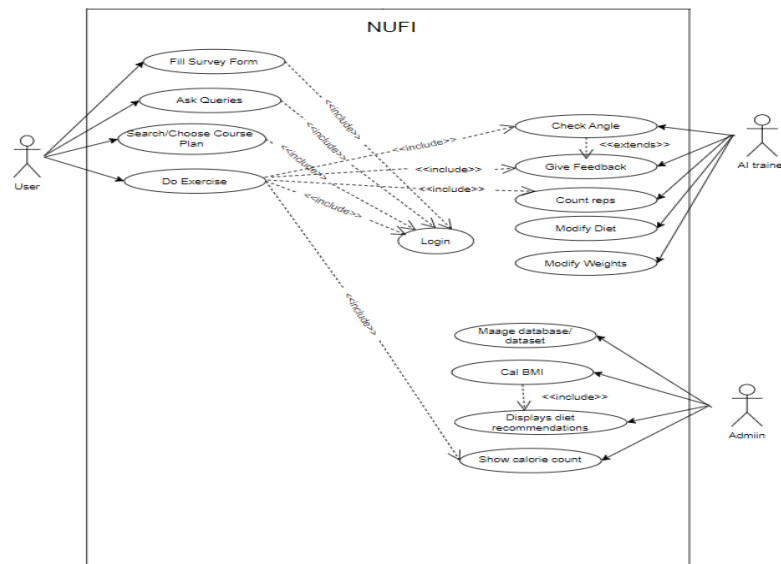 NUFI
Fill Survey Form
Ask Queries
Search/Choose Course
Plan
Do Exercise
User
<<include>>
<<include>>
<<include>>
<<include>>
<<include>>
<<include>>
<<include>>
<<include>>
Login
Check Angle
<<extends>>
Give Feedback
Count reps
Modify Diet
Modify Weights
AI traine
Maage database/
dataset
Cal BMI
<<include>>
Displays diet
recommendations
Show calorie count
Admiin